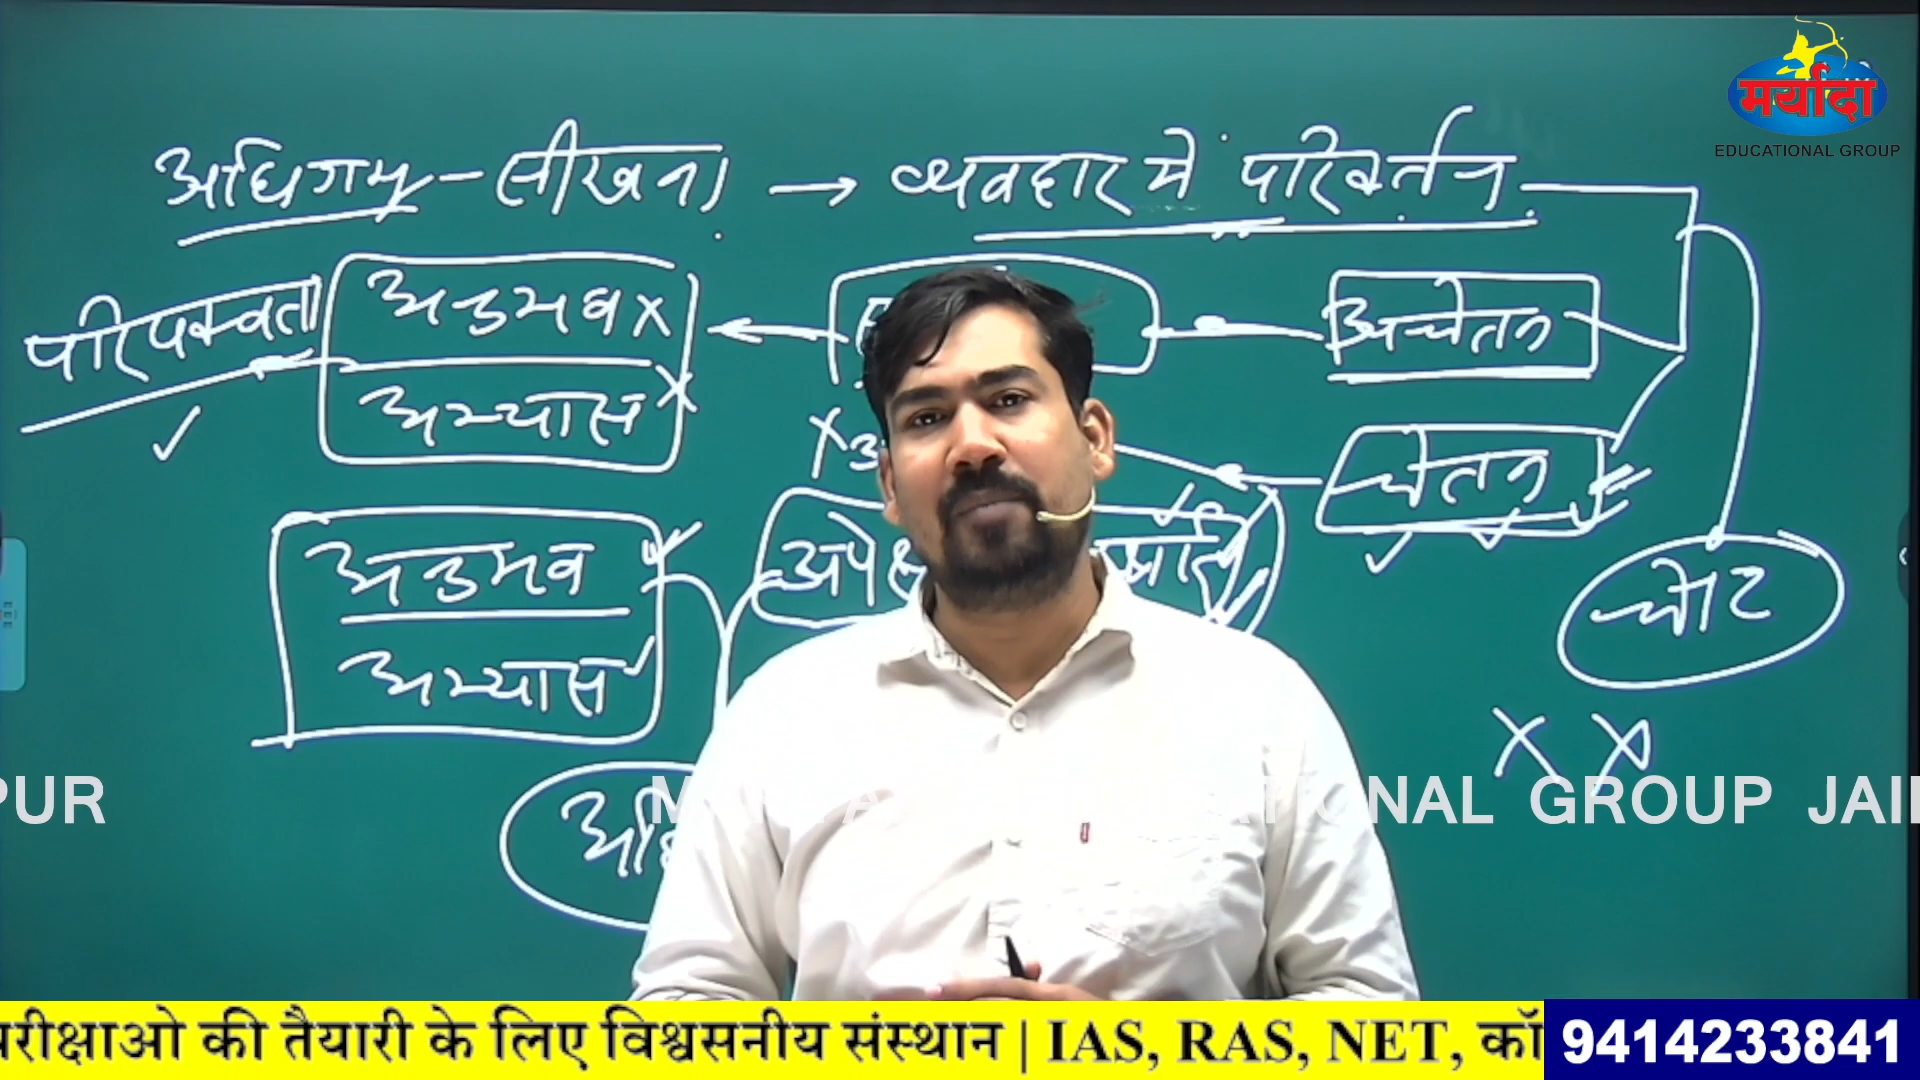 मर्यादा
EDUCATIONAL GROUP
अधिगम - सीखना → व्यवहार में परिवर्तन
परिपक्वता
अनुभव x
अचेतन
अभ्यास x
चेतन
अनुभव
अभ्यास
चोट
x x
PUR
GROUP JAI
परीक्षाओ की तैयारी के लिए विश्वसनीय संस्थान | IAS, RAS, NET, कॉ
9414233841